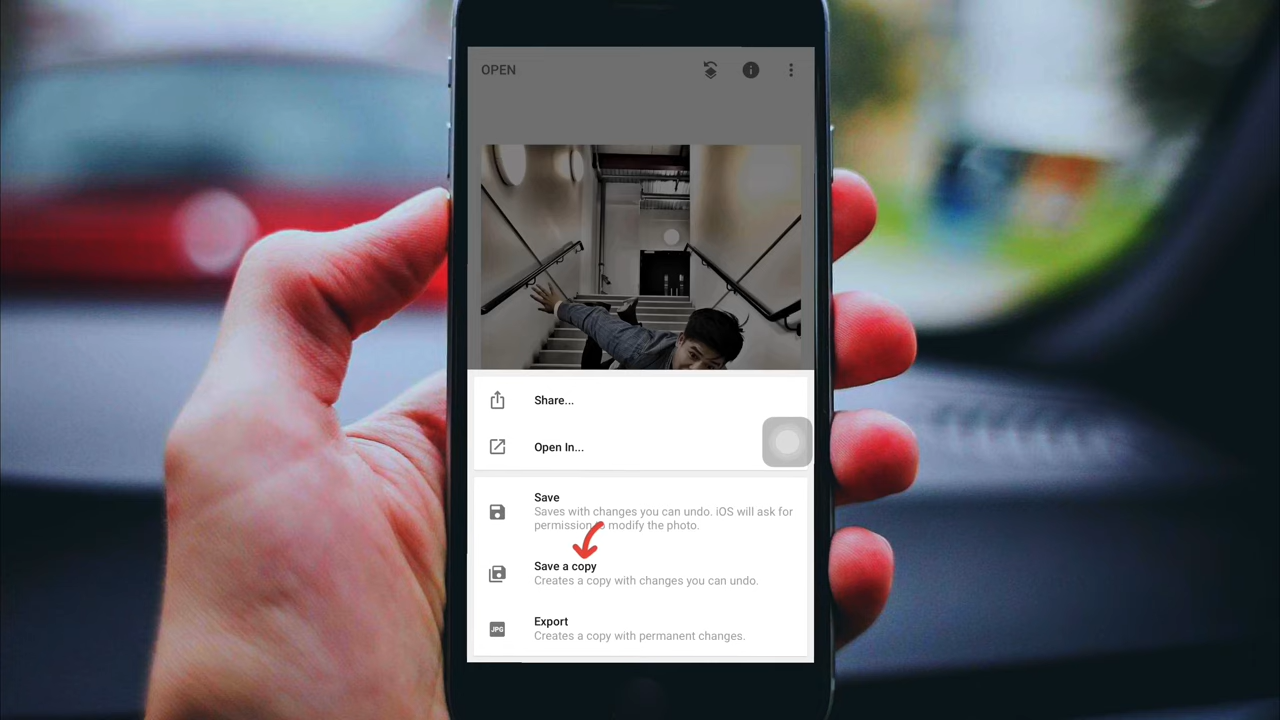 OPEN
Share...
Open In...
Save
Saves with changes you can undo. iOS will ask for
permission to modify the photo.
Save a copy
Creates a copy with changes you can undo.
JPG
Export
Creates a copy with permanent changes.